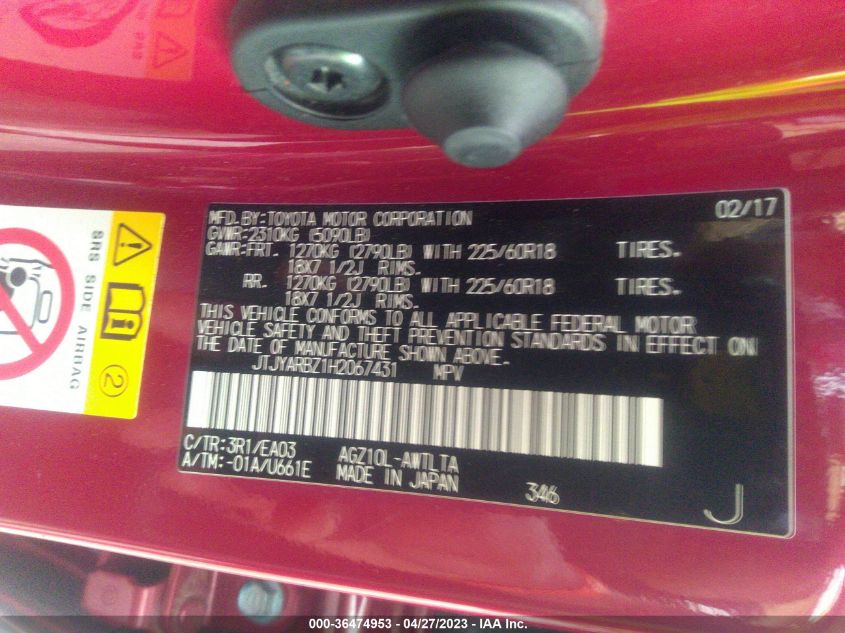 MFD. BY: TOYOTA MOTOR CORPORATION 02/17
GVWR: 2310KG (5090LB)
GAWR: FRT. 1270KG (2790LB) WITH 225/60R18 TIRES.
18X7 1/2J RIMS.
RR. 1270KG (2790LB) WITH 225/60R18 TIRES.
18X7 1/2J RIMS.
THIS VEHICLE CONFORMS TO ALL APPLICABLE FEDERAL MOTOR
VEHICLE SAFETY AND THEFT PREVENTION STANDARDS IN EFFECT ON
THE DATE OF MANUFACTURE SHOWN ABOVE.
JTJYARBZ1H2067431 MPV
C/TR: 3R1/EA03 AGZ10L-AWTLTA
A/TM: -01A/U661E MADE IN JAPAN 346
J
SRS SIDE AIRBAG
2
000-36474953 - 04/27/2023 - IAA Inc.